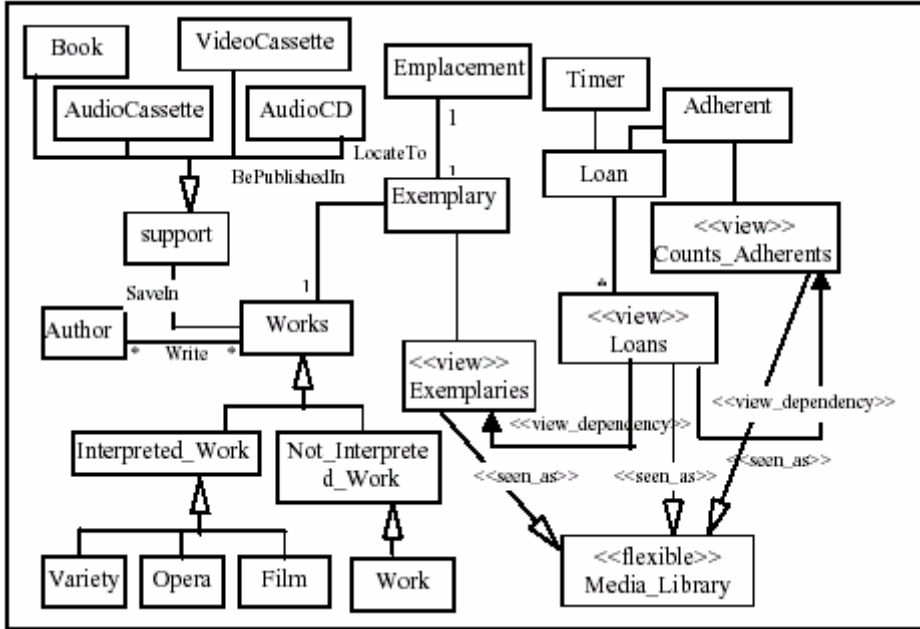 Book
VideoCassette
Emplacement
Timer
Adherent
AudioCassette
AudioCD
1
LocateTo
BePublishedIn
1
Exemplary
Loan
support
<<view>>
Counts_Adherents
SaveIn
1
*
Author
Works
* Write *
<<view>>
Loans
<<view>>
Exemplaries
<<view_dependency>>
<<view_dependency>>
Interpreted_Work
Not_Interprete
d_Work
<<seen_as>>
<<seen_as>>
<<seen_as>>
Variety
Opera
Film
Work
<<flexible>>
Media_Library